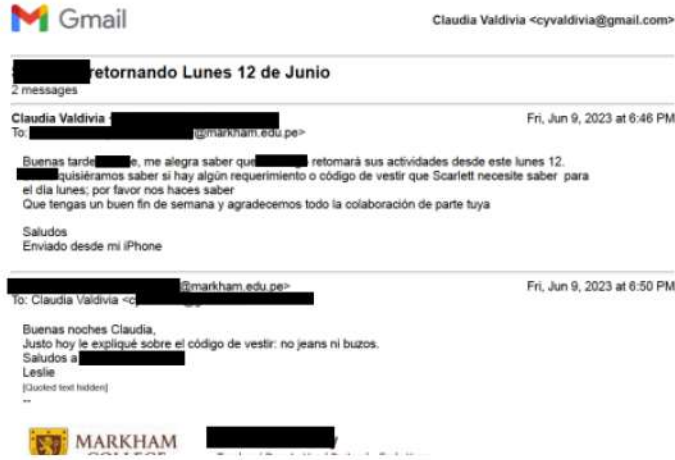 Gmail
Claudia Valdivia <cyvaldivia@gmail.com>
retornando Lunes 12 de Junio
2 messages
Claudia Valdivia
Fri, Jun 9, 2023 at 6:46 PM
To: @markham.edu.pe>
Buenas tarde e, me alegra saber que retomará sus actividades desde este lunes 12.
quisiéramos saber si hay algún requerimiento o código de vestir que Scarlett necesite saber para
el día lunes; por favor nos haces saber
Que tengas un buen fin de semana y agradecemos todo la colaboración de parte tuya
Saludos
Enviado desde mi iPhone
@markham.edu.pe>
Fri, Jun 9, 2023 at 6:50 PM
To: Claudia Valdivia <c
Buenas noches Claudia,
Justo hoy le expliqué sobre el código de vestir: no jeans ni buzos.
Saludos a
Leslie
[Quoted text hidden]
--
MARKHAM